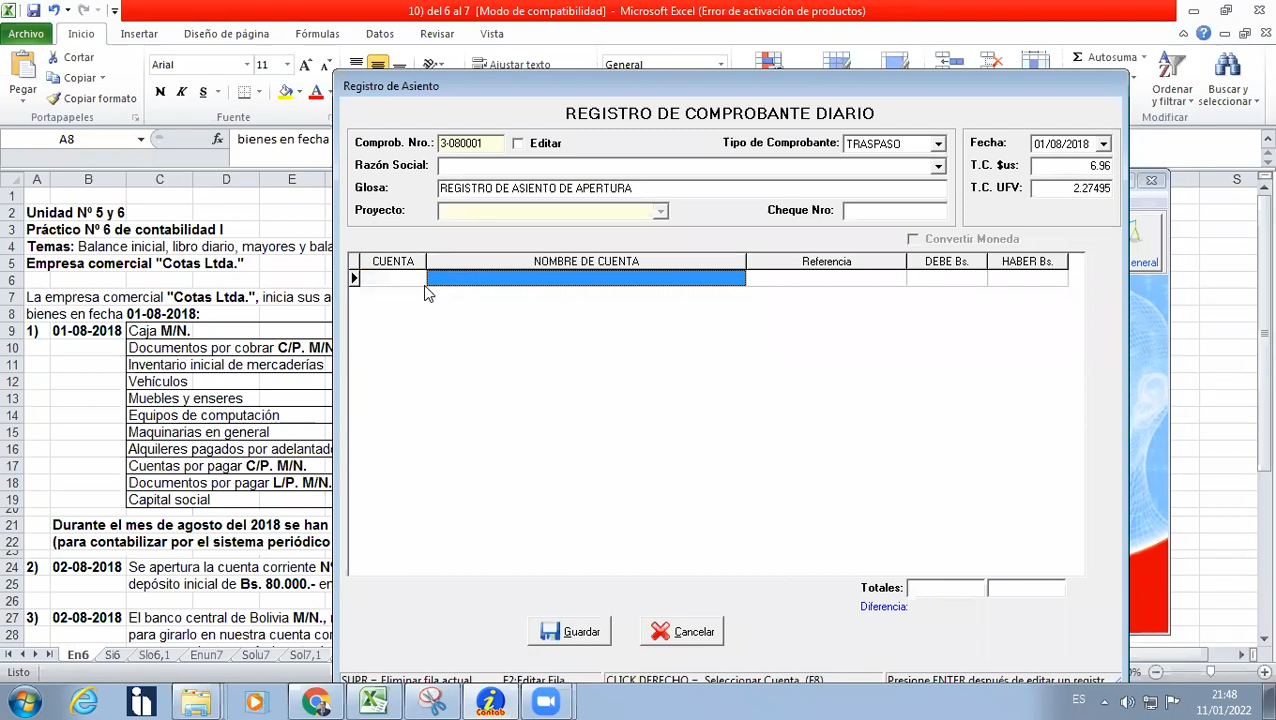 10) del 6 al 7 [Modo de compatibilidad] - Microsoft Excel (Error de activación de productos)
Archivo Inicio Insertar Diseño de página Fórmulas Datos Revisar Vista
Cortar
Copiar
Copiar formato
Pegar
Portapapeles
Arial 11
N K S
Fuente
Ajustar texto
General
Autosuma
Ordenar y filtrar
Buscar y seleccionar
Modificar
A8
bienes en fecha
A B C D E S
1
2 Unidad Nº 5 y 6
3 Práctico Nº 6 de contabilidad I
4 Temas: Balance inicial, libro diario, mayores y bala
5 Empresa comercial "Cotas Ltda."
6
7 La empresa comercial "Cotas Ltda.", inicia sus a
8 bienes en fecha 01-08-2018:
9 1) 01-08-2018 Caja M/N.
10 Documentos por cobrar C/P. M/N
11 Inventario inicial de mercaderías
12 Vehículos
13 Muebles y enseres
14 Equipos de computación
15 Maquinarias en general
16 Alquileres pagados por adelantado
17 Cuentas por pagar C/P. M/N.
18 Documentos por pagar L/P. M/N.
19 Capital social
20
21 Durante el mes de agosto del 2018 se han
22 (para contabilizar por el sistema periódico
23
24 2) 02-08-2018 Se apertura la cuenta corriente Nº
25 depósito inicial de Bs. 80.000.- en
26
27 3) 02-08-2018 El banco central de Bolivia M/N.,
28 para girarlo en nuestra cuenta cor
En6 Si6 Slo6,1 Enun7 Solu7 Sol7,1
Listo
Registro de Asiento
REGISTRO DE COMPROBANTE DIARIO
Comprob. Nro.: 3-080001 Editar Tipo de Comprobante: TRASPASO Fecha: 01/08/2018
Razón Social: T.C. $us: 6.96
Glosa: REGISTRO DE ASIENTO DE APERTURA T.C. UFV: 2.27495
Proyecto: Cheque Nro:
Convertir Moneda
CUENTA NOMBRE DE CUENTA Referencia DEBE Bs. HABER Bs.
Totales:
Diferencia:
Guardar Cancelar
SUPR = Eliminar fila actual F2:Editar Fila CLICK DERECHO = Seleccionar Cuenta (F8) Presione ENTER después de editar un registr
eneral
Contab
ES
21:48
11/01/2022